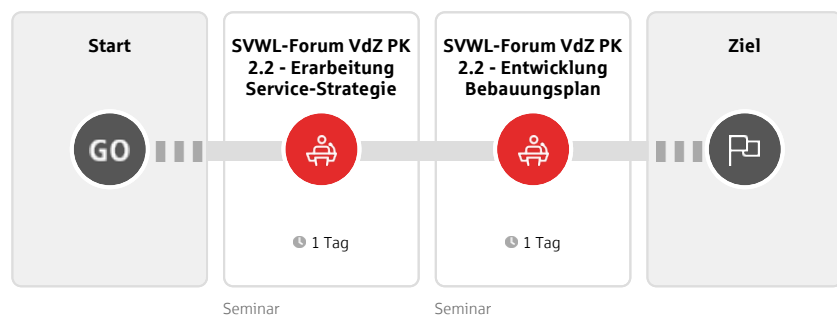 Start
SVWL-Forum VdZ PK
2.2 - Erarbeitung
Service-Strategie
SVWL-Forum VdZ PK
2.2 - Entwicklung
Bebauungsplan
Ziel
GO
1 Tag
1 Tag
Seminar
Seminar